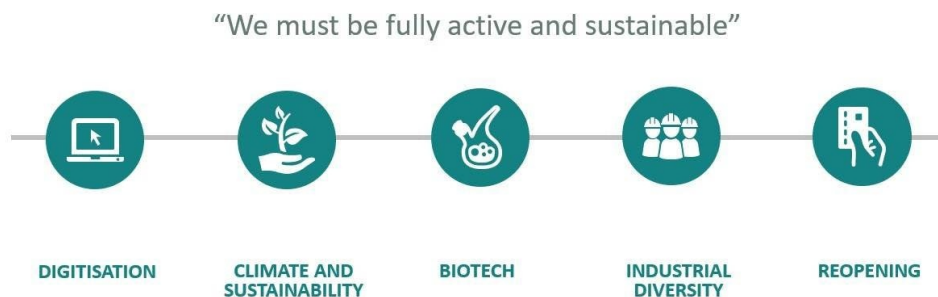 “We must be fully active and sustainable”
DIGITISATION
CLIMATE AND
SUSTAINABILITY
BIOTECH
INDUSTRIAL
DIVERSITY
REOPENING